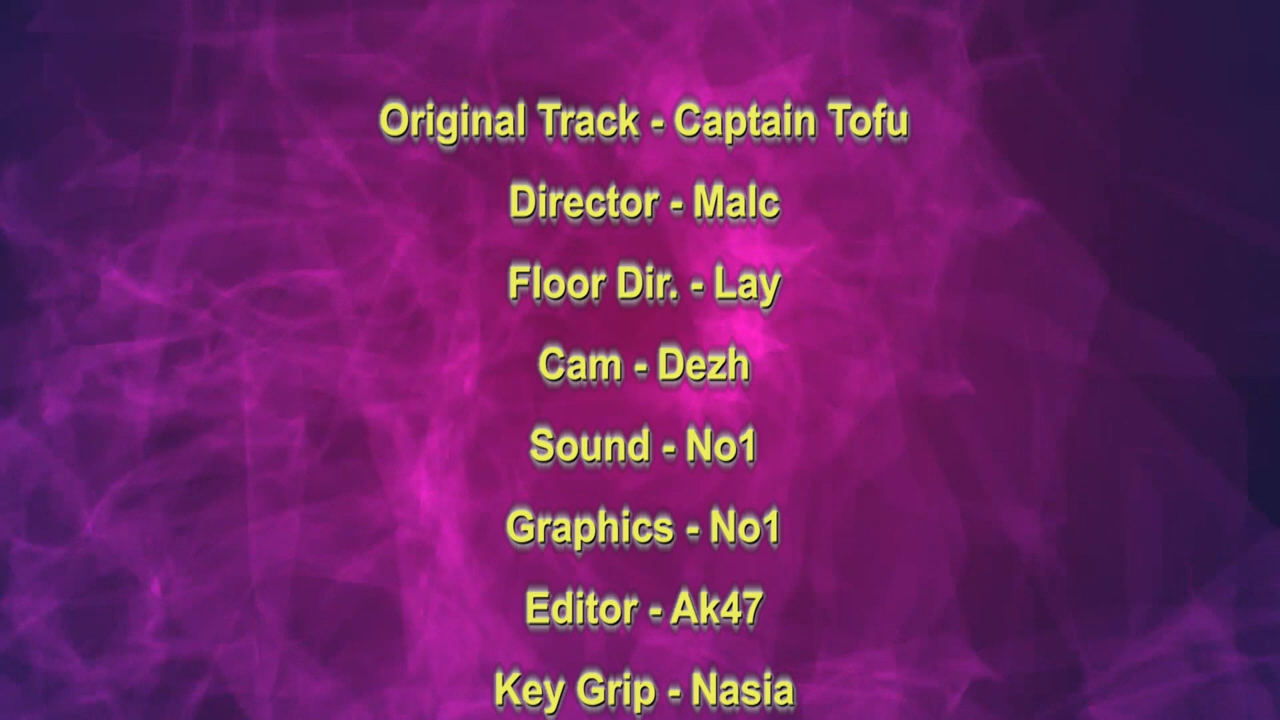 Original Track - Captain Tofu
Director - Malc
Floor Dir. - Lay
Cam - Dezh
Sound - No1
Graphics - No1
Editor - Ak47
Key Grip - Nasia